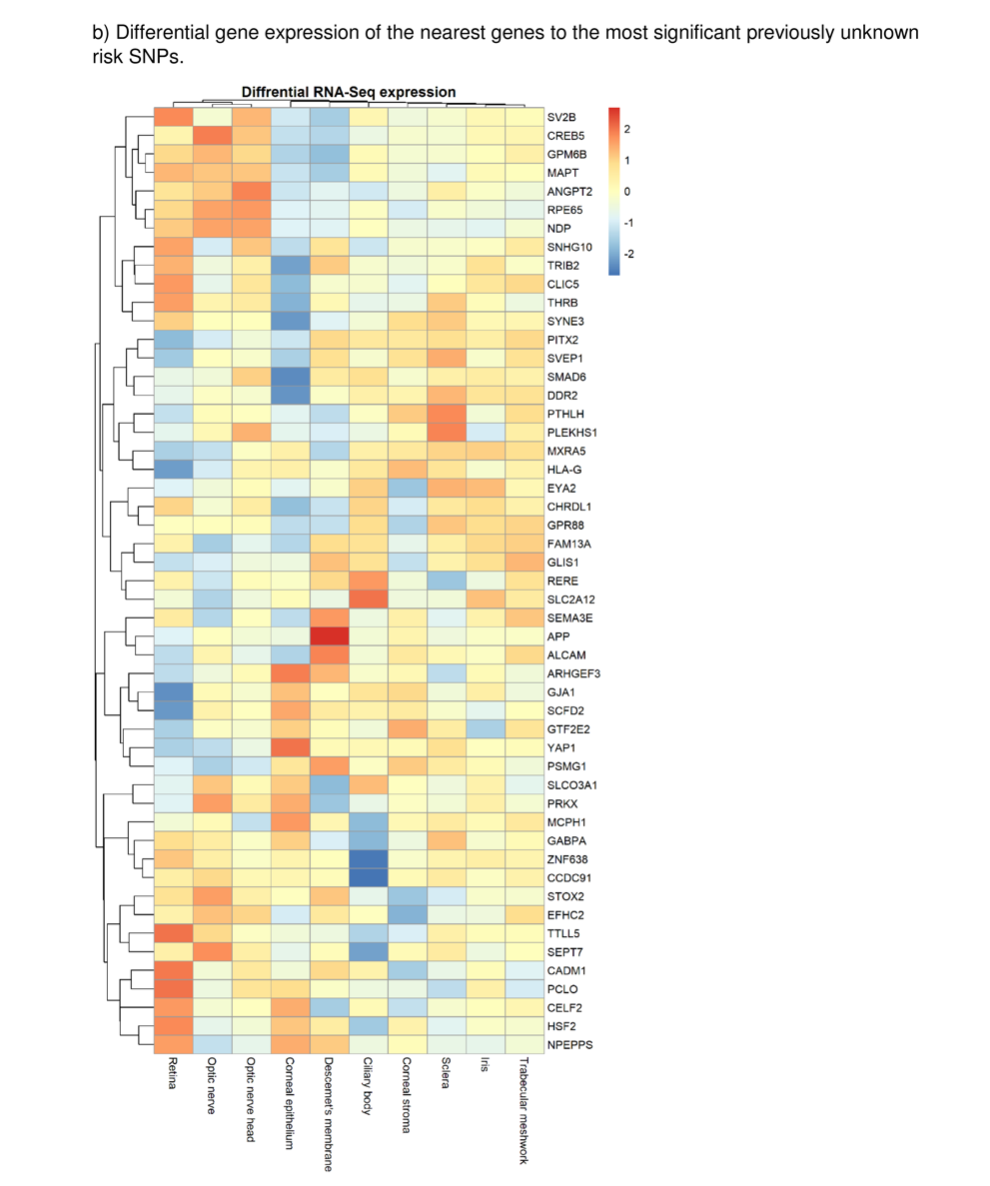 b) Differential gene expression of the nearest genes to the most significant previously unknown
risk SNPs.
Diffrential RNA-Seq expression
SV2B
CREB5
GPM6B
MAPT
ANGPT2
RPE65
NDP
SNHG10
TRIB2
CLIC5
THRB
SYNE3
PITX2
SVEP1
SMAD6
DDR2
PTHLH
PLEKHS1
MXRA5
HLA-G
EYA2
CHRDL1
GPR88
FAM13A
GLIS1
RERE
SLC2A12
SEMA3E
APP
ALCAM
ARHGEF3
GJA1
SCFD2
GTF2E2
YAP1
PSMG1
SLCO3A1
PRKX
MCPH1
GABPA
ZNF638
CCDC91
STOX2
EFHC2
TTLL5
SEPT7
CADM1
PCLO
CELF2
HSF2
NPEPPS
2
1
0
-1
-2
Retina
Optic nerve
Optic nerve head
Corneal epithelium
Descemet's membrane
Ciliary body
Corneal stroma
Sclera
Iris
Trabecular meshwork